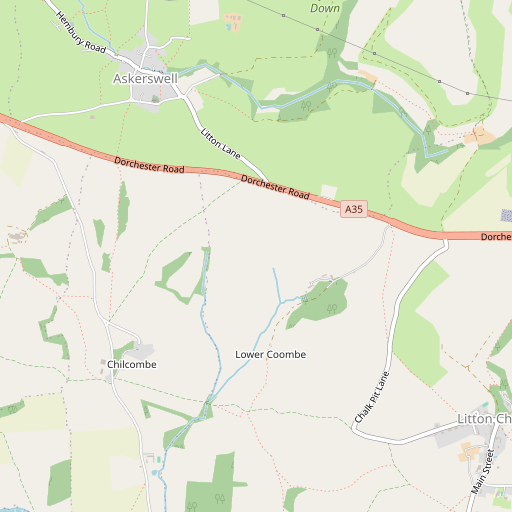 Down
Hembury Road
Askerswell
Litton Lane
Dorchester Road
Dorchester Road
A35
Dorche
Lower Coombe
Chilcombe
Chalk Pit Lane
Litton Ch
Main Street